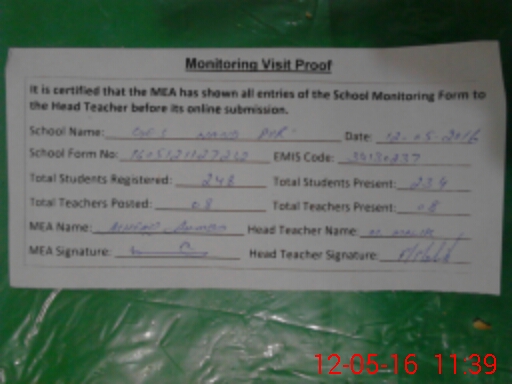 Monitoring Visit Proof
It is certified that the MEA has shown all entries of the School Monitoring Form to
the Head Teacher before its online submission.
School Name: Date: 12-05-2016
School Form No: EMIS Code:
Total Students Registered: 248 Total Students Present: 234
Total Teachers Posted: 08 Total Teachers Present: 08
MEA Name: Head Teacher Name:
MEA Signature: Head Teacher Signature:
12-05-16 11:39